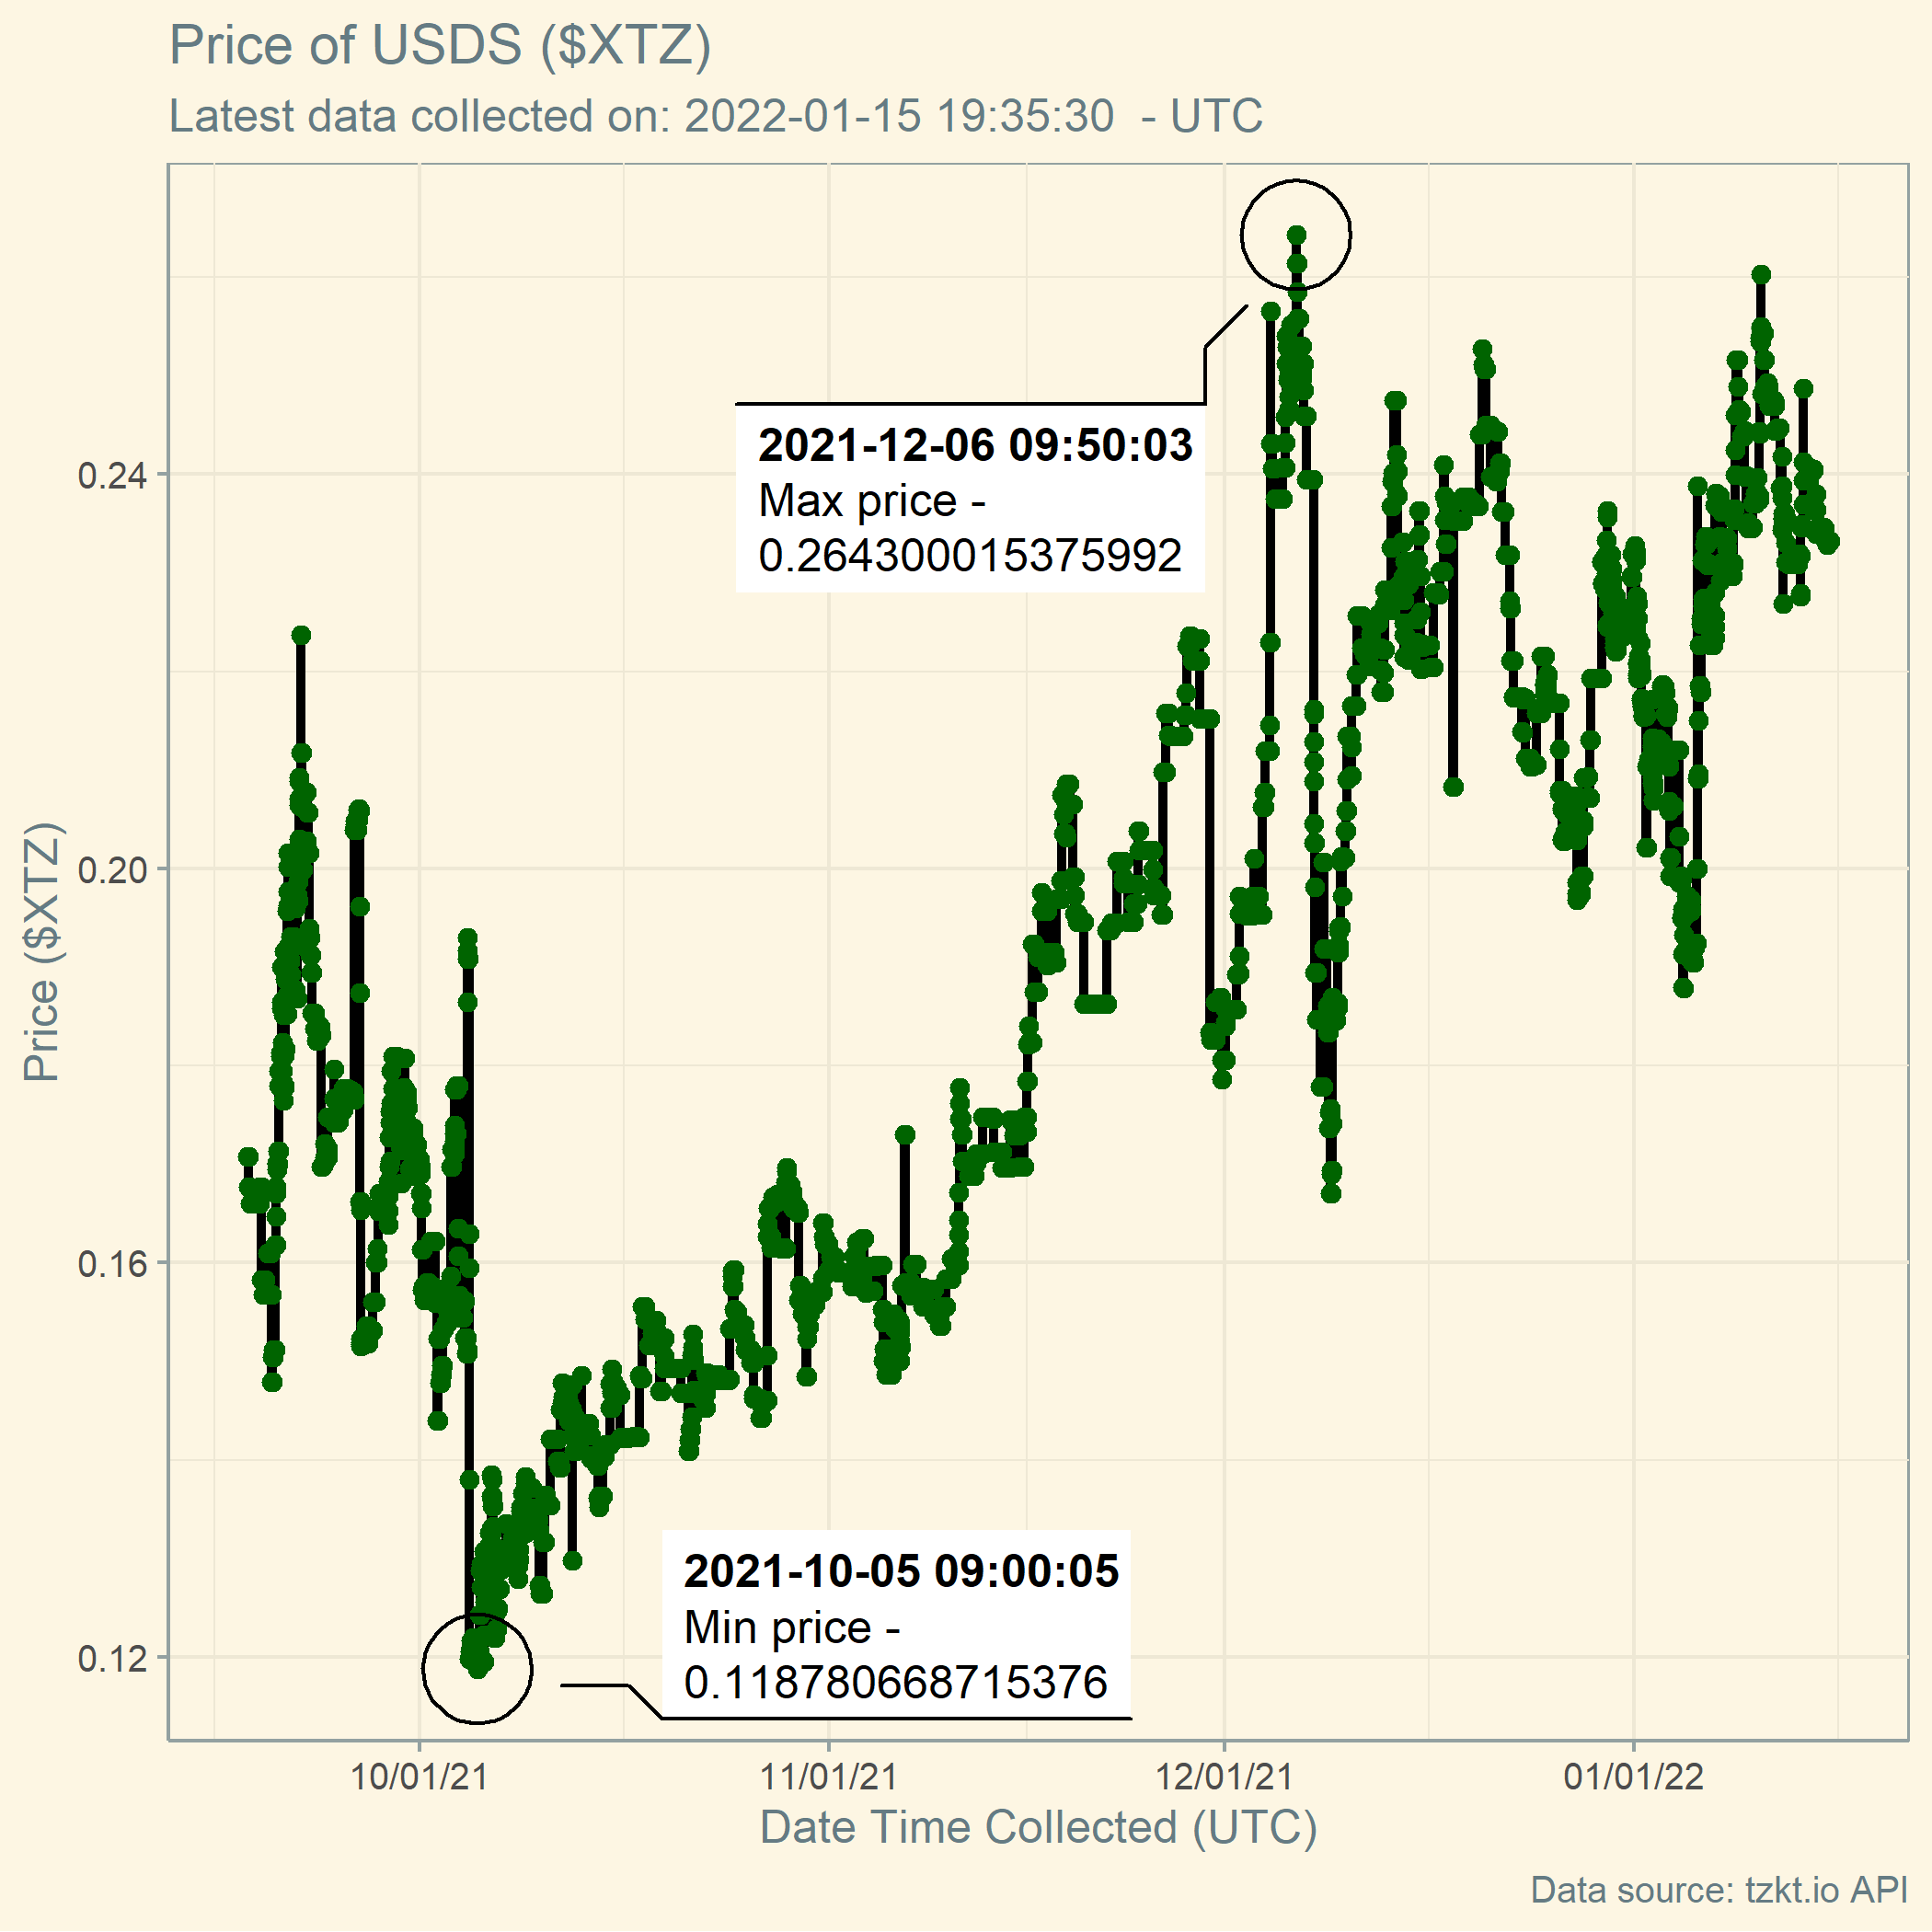 Price of USDS ($XTZ)
Latest data collected on: 2022-01-15 19:35:30  - UTC
2021-12-06 09:50:03
Max price -
0.264300015375992
0.24
0.20
0.16
0.12
Price ($XTZ)
2021-10-05 09:00:05
Min price -
0.118780668715376
10/01/21
11/01/21
12/01/21
01/01/22
Date Time Collected (UTC)
Data source: tzkt.io API